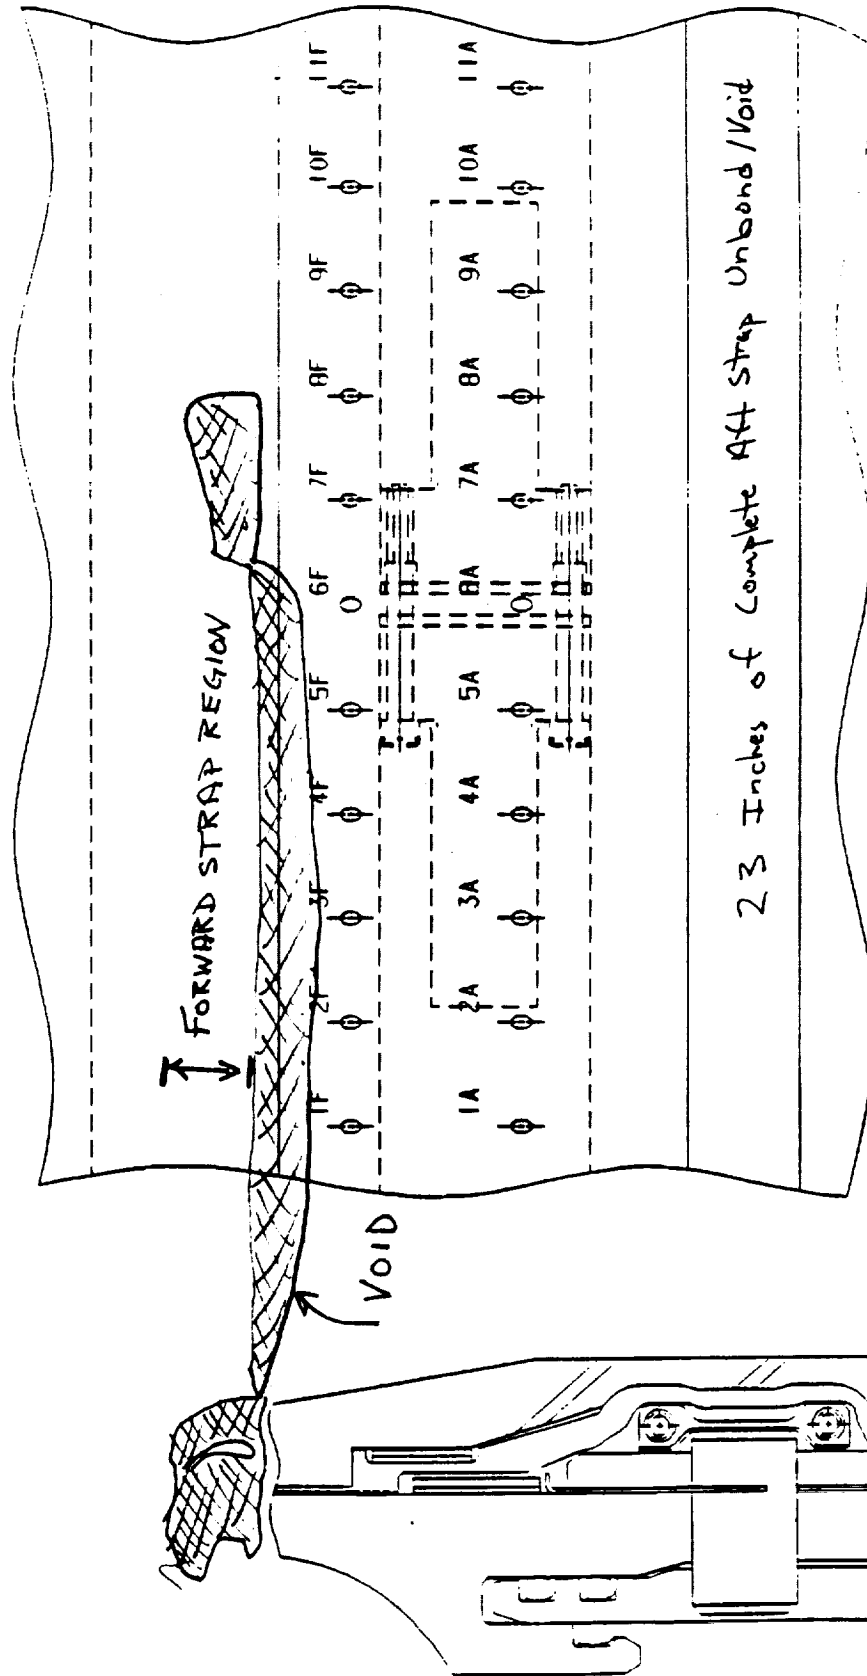 FORWARD STRAP REGION
1F 2F 3F 4F 5F 6F 7F 8F 9F 10F 11F
VOID
1A 2A 3A 4A 5A 6A 7A 8A 9A 10A 11A
23 Inches of Complete Aft Strap Unbond/Void